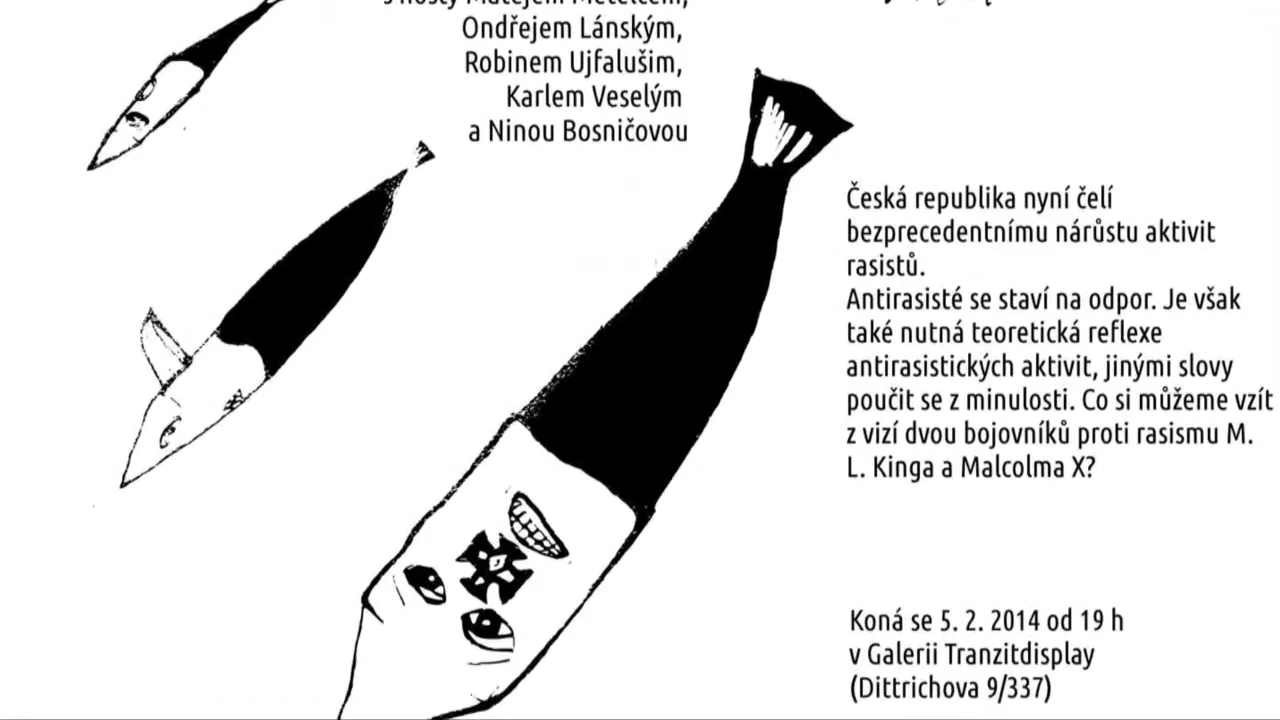 s hosty Matějem Metelcem,
Ondřejem Lánským,
Robinem Ujfalušim,
Karlem Veselým
a Ninou Bosničovou
Česká republika nyní čelí
bezprecedentnímu nárůstu aktivit
rasistů.
Antirasisté se staví na odpor. Je však
také nutná teoretická reflexe
antirasistických aktivit, jinými slovy
poučit se z minulosti. Co si můžeme vzít
z vizí dvou bojovníků proti rasismu M.
L. Kinga a Malcolma X?
Koná se 5. 2. 2014 od 19 h
v Galerii Tranzitdisplay
(Dittrichova 9/337)